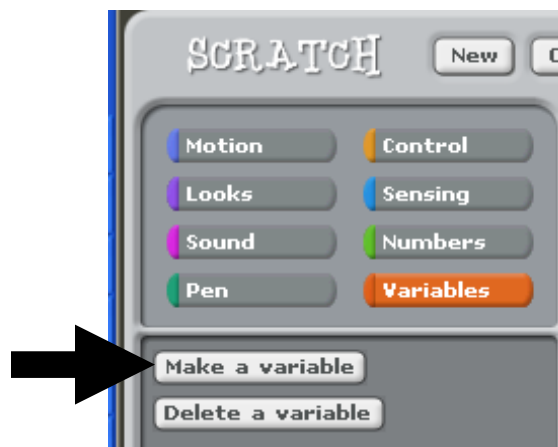 SCRATCH New
Motion Control
Looks Sensing
Sound Numbers
Pen Variables
Make a variable
Delete a variable